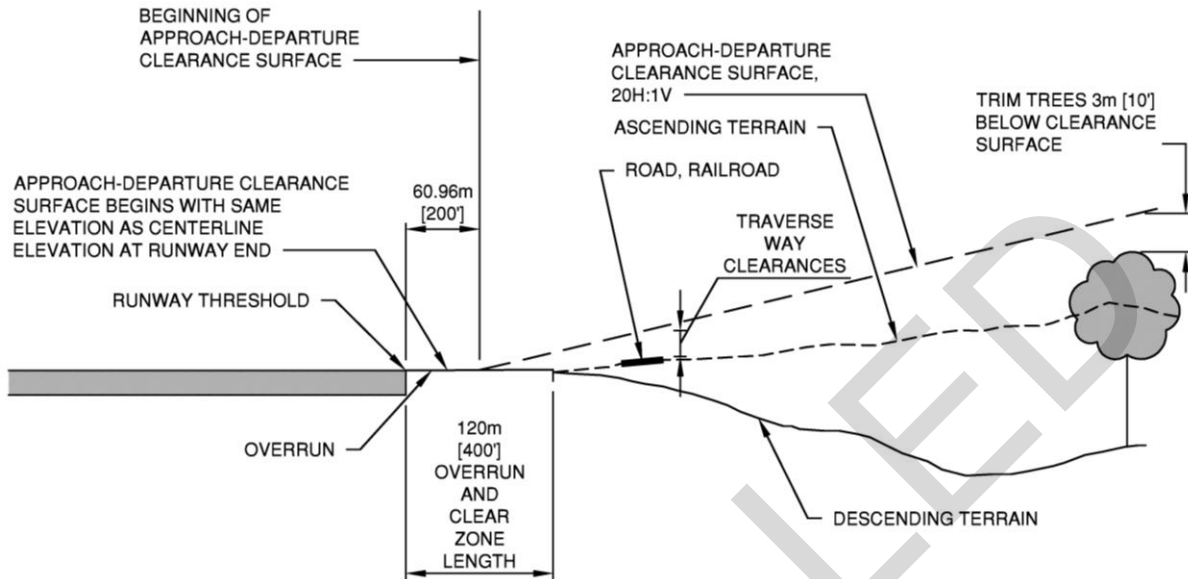 BEGINNING OF
APPROACH-DEPARTURE
CLEARANCE SURFACE
APPROACH-DEPARTURE
CLEARANCE SURFACE,
20H:1V
ASCENDING TERRAIN
ROAD, RAILROAD
TRIM TREES 3m [10']
BELOW CLEARANCE
SURFACE
APPROACH-DEPARTURE CLEARANCE
SURFACE BEGINS WITH SAME
ELEVATION AS CENTERLINE
ELEVATION AT RUNWAY END
60.96m
[200']
TRAVERSE
WAY
CLEARANCES
RUNWAY THRESHOLD
OVERRUN
120m
[400']
OVERRUN
AND
CLEAR
ZONE
LENGTH
DESCENDING TERRAIN
LED